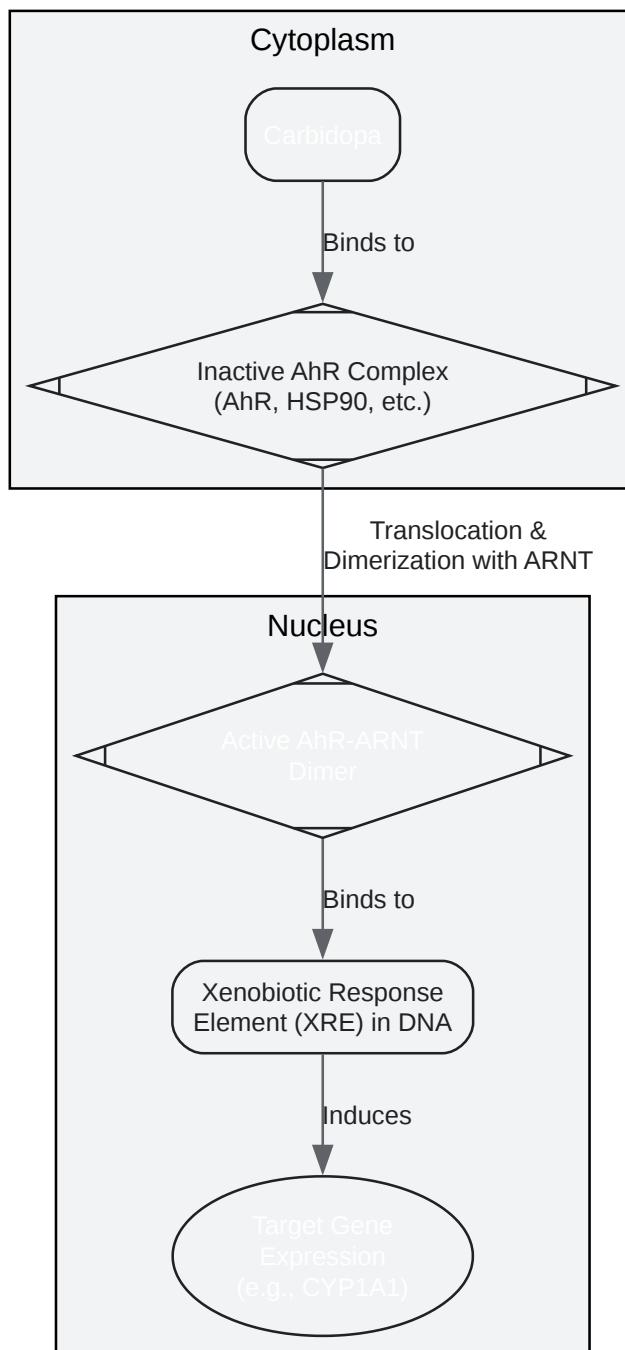 Cytoplasm
Carbidopa
Binds to
Inactive AhR Complex
(AhR, HSP90, etc.)
Translocation &
Dimerization with ARNT
Nucleus
Active AhR-ARNT
Dimer
Binds to
Xenobiotic Response
Element (XRE) in DNA
Induces
Target Gene
Expression
(e.g., CYP1A1)